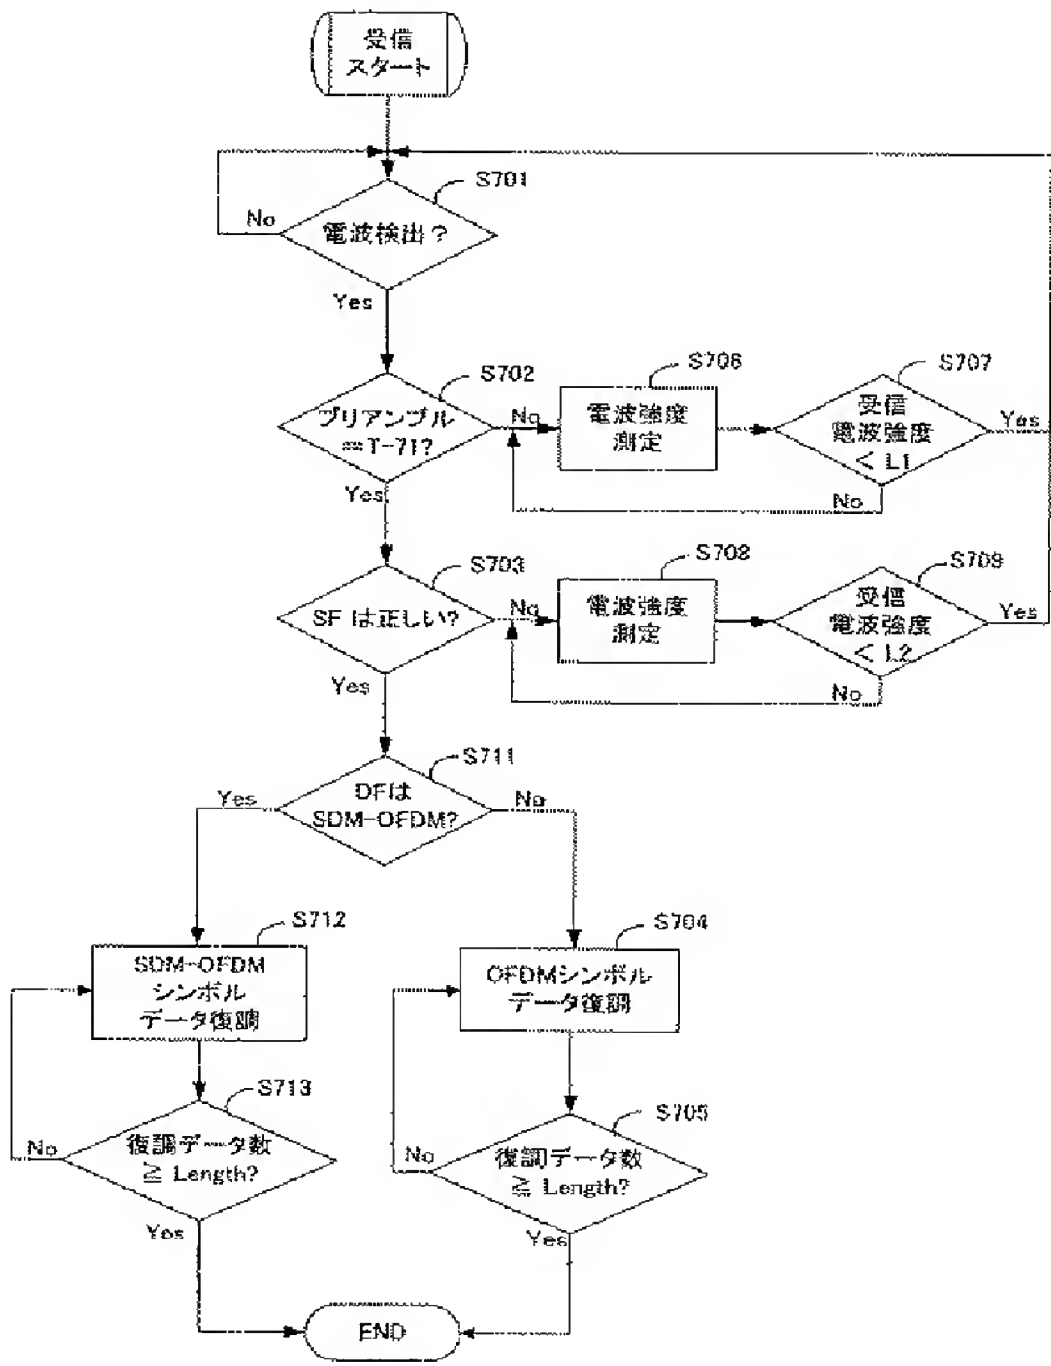 受信
スタート
S701
No
電波検出？
Yes
S702
プリアンブル
＝T-71?
No
Yes
S706
電波強度
測定
S707
受信
電波強度
< L1
Yes
No
S703
SF は正しい?
No
Yes
S708
電波強度
測定
S709
受信
電波強度
< L2
Yes
No
S711
DFは
SDM-OFDM?
Yes
No
S712
SDM-OFDM
シンボル
データ復調
S704
OFDMシンボル
データ復調
S713
復調データ数
≧ Length?
No
Yes
S705
復調データ数
≧ Length?
No
Yes
END